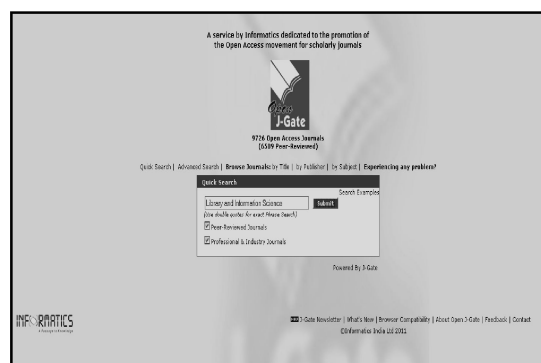 A service by Informatics dedicated to the promotion of
the Open Access movement for scholarly journals
Open
J-Gate
9726 Open Access Journals
(6509 Peer-Reviewed)
Quick Search | Advanced Search | Browse Journals: by Title | by Publisher | by Subject | Experiencing any problem?
Quick Search
Search Examples
Library and Information Science
Submit
(Use double quotes for exact Phrase Search)
Peer-Reviewed Journals
Professional & Industry Journals
Powered By J-Gate
INFORMATICS
J-Gate Newsletter | What's New | Browser Compatibility | About Open J-Gate | Feedback | Contact
©Informatics India Ltd 2011